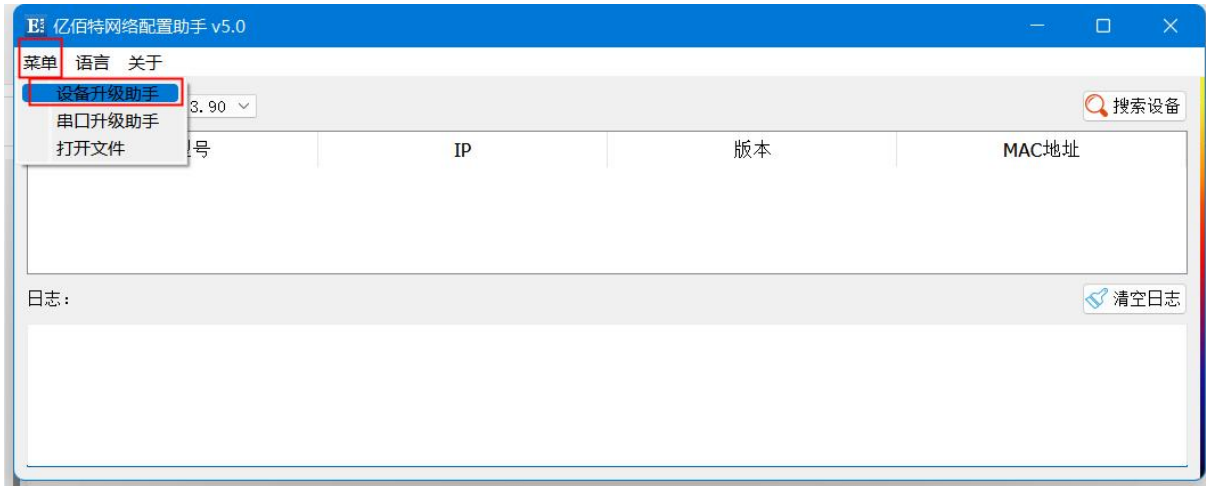 亿佰特网络配置助手 v5.0
菜单 语言 关于
设备升级助手
3.90 搜索设备
串口升级助手
打开文件 号 IP 版本 MAC地址
日志: 清空日志